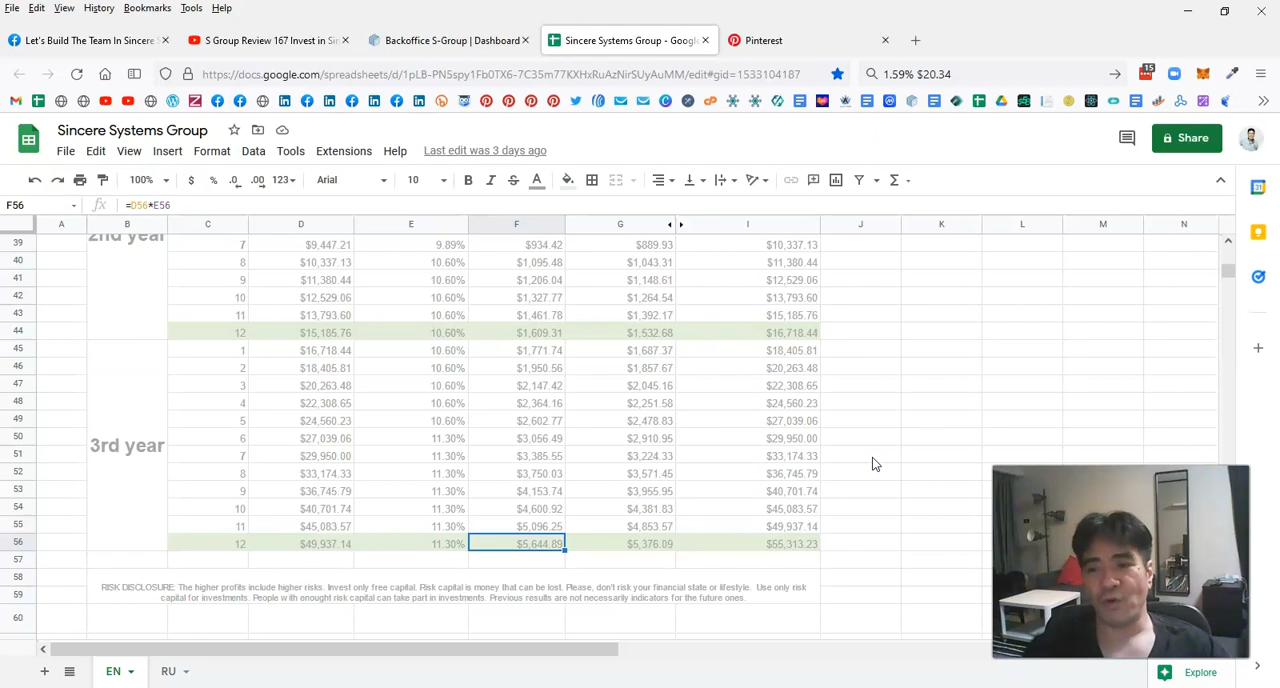 File Edit View History Bookmarks Tools Help
Let's Build The Team In Sincere S
S Group Review 167 Invest in Sin
Backoffice S-Group | Dashboard
Sincere Systems Group - Google
Pinterest
https://docs.google.com/spreadsheets/d/1pLB-PN5spy1Fb0TX6-7C35m77KXHxRuAzNirSUyAuMM/edit#gid=1533104187
1.59% $20.34
15
Sincere Systems Group
File Edit View Insert Format Data Tools Extensions Help Last edit was 3 days ago
Share
100% $ % .0 .00 123 Arial 10 B I S A
F56 fx =D56*E56
A B C D E F G I J K L M N
39 2nd year 7 $9,447.21 9.89% $934.42 $889.93 $10,337.13
40 8 $10,337.13 10.60% $1,095.48 $1,043.31 $11,380.44
41 9 $11,380.44 10.60% $1,206.04 $1,148.61 $12,529.06
42 10 $12,529.06 10.60% $1,327.77 $1,264.54 $13,793.60
43 11 $13,793.60 10.60% $1,461.78 $1,392.17 $15,185.76
44 12 $15,185.76 10.60% $1,609.31 $1,532.68 $16,718.44
45 1 $16,718.44 10.60% $1,771.74 $1,687.37 $18,405.81
46 2 $18,405.81 10.60% $1,950.56 $1,857.67 $20,263.48
47 3 $20,263.48 10.60% $2,147.42 $2,045.16 $22,308.65
48 4 $22,308.65 10.60% $2,364.16 $2,251.58 $24,560.23
49 5 $24,560.23 10.60% $2,602.77 $2,478.83 $27,039.06
50 3rd year 6 $27,039.06 11.30% $3,056.49 $2,910.95 $29,950.00
51 7 $29,950.00 11.30% $3,385.55 $3,224.33 $33,174.33
52 8 $33,174.33 11.30% $3,750.03 $3,571.45 $36,745.79
53 9 $36,745.79 11.30% $4,153.74 $3,955.95 $40,701.74
54 10 $40,701.74 11.30% $4,600.92 $4,381.83 $45,083.57
55 11 $45,083.57 11.30% $5,096.25 $4,853.57 $49,937.14
56 12 $49,937.14 11.30% $5,644.89 $5,376.09 $55,313.23
57
58
59
60
RISK DISCLOSURE: The higher profits include higher risks. Invest only free capital. Risk capital is money that can be lost. Please, don't risk your financial state or lifestyle. Use only risk
capital for investments. People with enought risk capital can take part in investments. Previous results are not necessarily indicators for the future ones.
EN RU
Explore